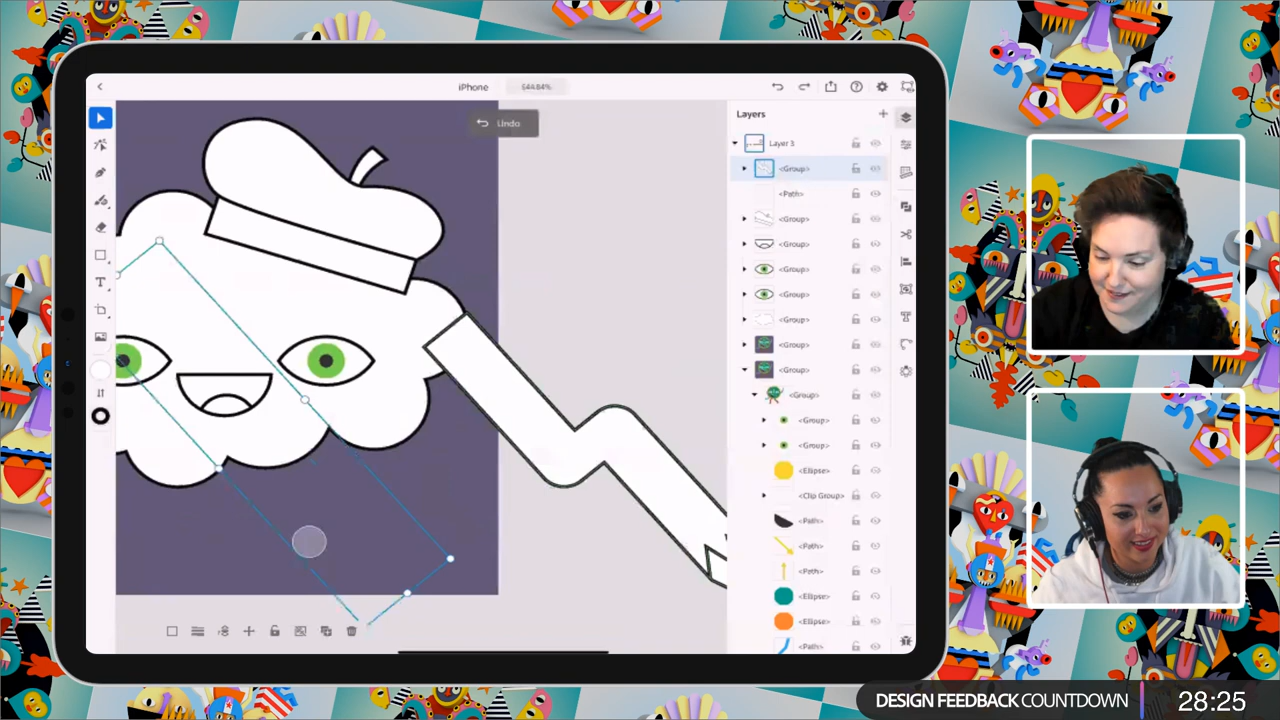 iPhone
644.64%
Undo
Layers
Layer 3
<Group>
<Path>
<Group>
<Group>
<Group>
<Group>
<Group>
<Group>
<Group>
<Group>
<Group>
<Group>
<Ellipse>
<Clip Group>
<Path>
<Path>
<Path>
<Ellipse>
<Ellipse>
<Path>
T
DESIGN FEEDBACK COUNTDOWN 28:25